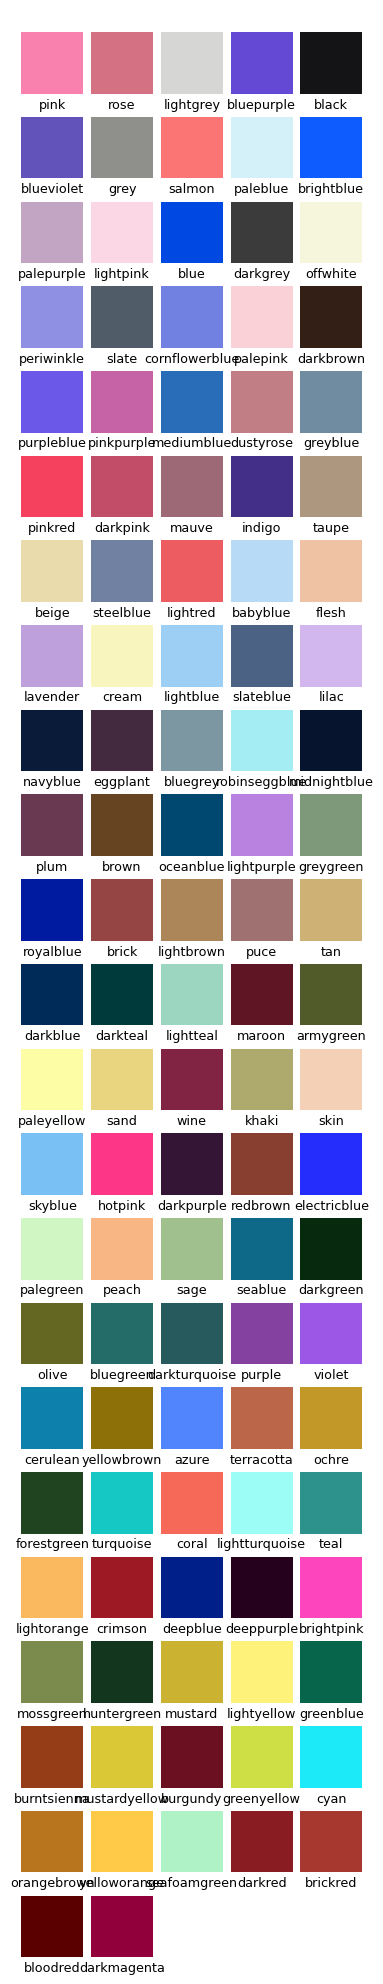 pink rose lightgrey bluepurple black
blueviolet grey salmon paleblue brightblue
palepurple lightpink blue darkgrey offwhite
periwinkle slate cornflowerblue palepink darkbrown
purpleblue pinkpurple mediumblue dustyrose greyblue
pinkred darkpink mauve indigo taupe
beige steelblue lightred babyblue flesh
lavender cream lightblue slateblue lilac
navyblue eggplant bluegrey robinseggblue midnightblue
plum brown oceanblue lightpurple greygreen
royalblue brick lightbrown puce tan
darkblue darkteal lightteal maroon armygreen
paleyellow sand wine khaki skin
skyblue hotpink darkpurple redbrown electricblue
palegreen peach sage seablue darkgreen
olive bluegreen darkturquoise purple violet
cerulean yellowbrown azure terracotta ochre
forestgreen turquoise coral lightturquoise teal
lightorange crimson deepblue deeppurple brightpink
mossgreen huntergreen mustard lightyellow greenblue
burntsienna mustardyellow burgundy greenyellow cyan
orangebrown yelloworange seafoamgreen darkred brickred
bloodred darkmagenta